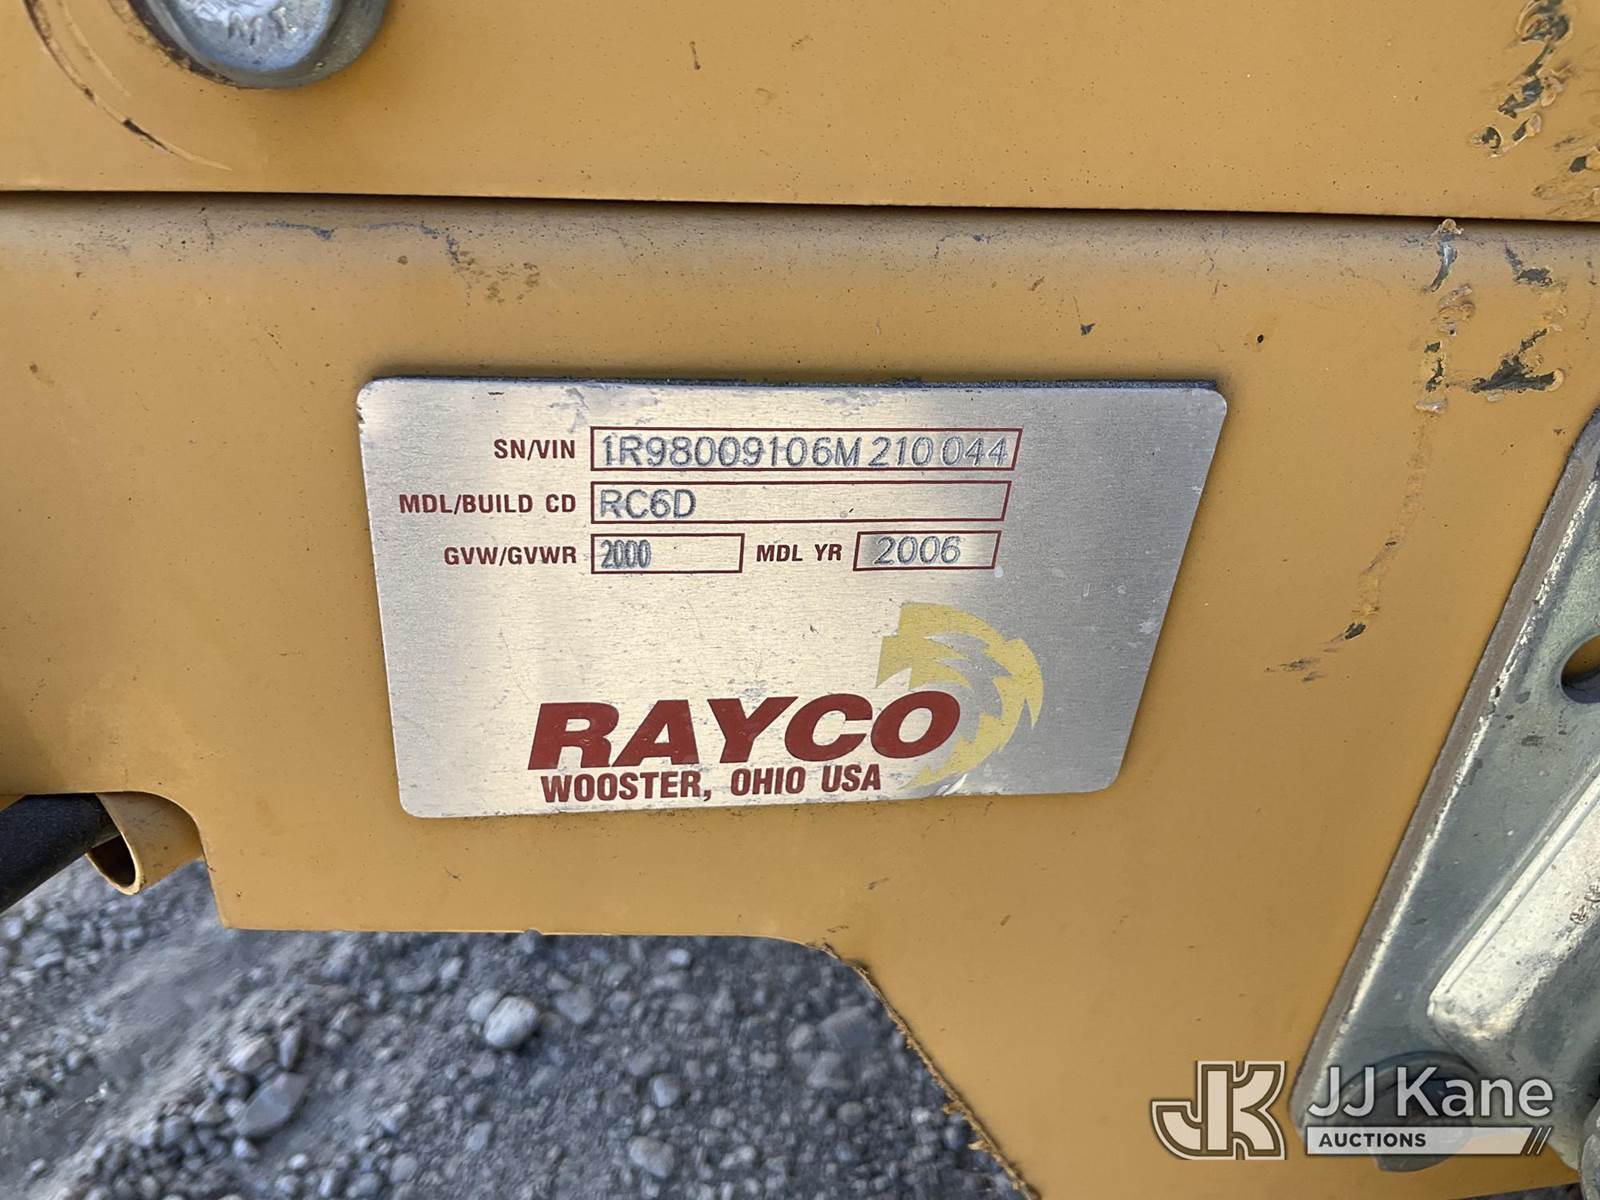 SN/VIN 1R98009106M210044
MDL/BUILD CD RC6D
GVW/GVWR 2000 MDL YR 2006
RAYCO
WOOSTER, OHIO USA
JK JJ Kane
AUCTIONS